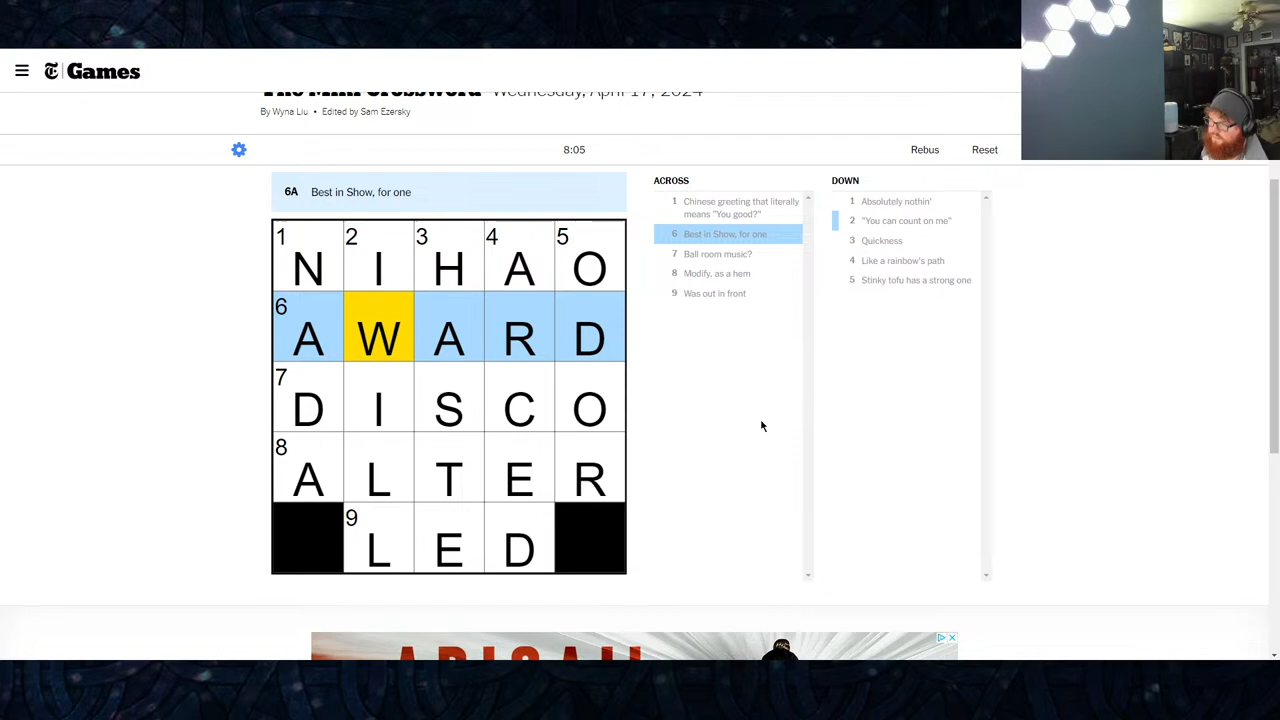 Games
The Mini Crossword Wednesday, April 17, 2024
By Wyna Liu • Edited by Sam Ezersky
8:05
Rebus
Reset
6A Best in Show, for one
1 2 3 4 5
N I H A O
6
A W A R D
7
D I S C O
8
A L T E R
9
L E D
ACROSS
1 Chinese greeting that literally
means "You good?"
6 Best in Show, for one
7 Ball room music?
8 Modify, as a hem
9 Was out in front
DOWN
1 Absolutely nothin'
2 "You can count on me"
3 Quickness
4 Like a rainbow's path
5 Stinky tofu has a strong one
ABIGAIL